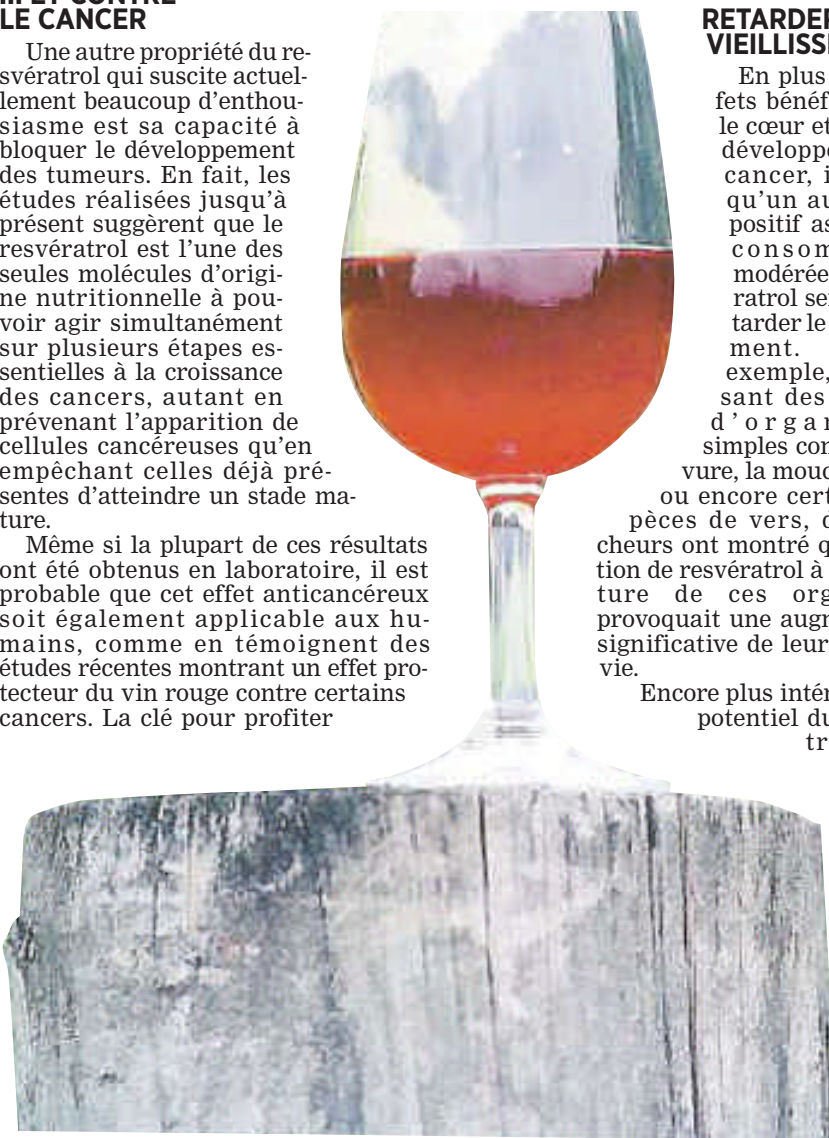 LE CANCER
Une autre propriété du re-
svératrol qui suscite actuel-
lement beaucoup d'enthou-
siasme est sa capacité à
bloquer le développement
des tumeurs. En fait, les
études réalisées jusqu'à
présent suggèrent que le
resvératrol est l'une des
seules molécules d'origi-
ne nutritionnelle à pou-
voir agir simultanément
sur plusieurs étapes es-
sentielles à la croissance
des cancers, autant en
prévenant l'apparition de
cellules cancéreuses qu'en
empêchant celles déjà pré-
sentes d'atteindre un stade ma-
ture.
Même si la plupart de ces résultats
ont été obtenus en laboratoire, il est
probable que cet effet anticancéreux
soit également applicable aux hu-
mains, comme en témoignent des
études récentes montrant un effet pro-
tecteur du vin rouge contre certains
cancers. La clé pour profiter
RETARDER
VIEILLISSE
En plus
fets bénéf
le cœur et
développe
cancer, i
qu'un au
positif as
consom
modérée
ratrol se
tarder le
ment.
exemple,
sant des
d'organ
simples com
vure, la mouc
ou encore cert
pèces de vers, d
cheurs ont montré q
tion de resvératrol à
ture de ces org
provoquait une augm
significative de leur
vie.
Encore plus intér
potentiel du
tr